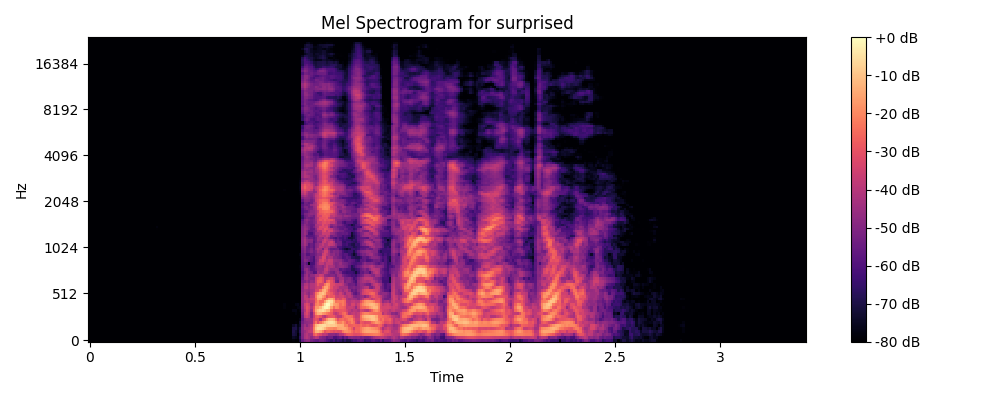 Mel Spectrogram for surprised
Hz
16384
8192
4096
2048
1024
512
0
0 0.5 1 1.5 2 2.5 3
Time
+0 dB
-10 dB
-20 dB
-30 dB
-40 dB
-50 dB
-60 dB
-70 dB
-80 dB